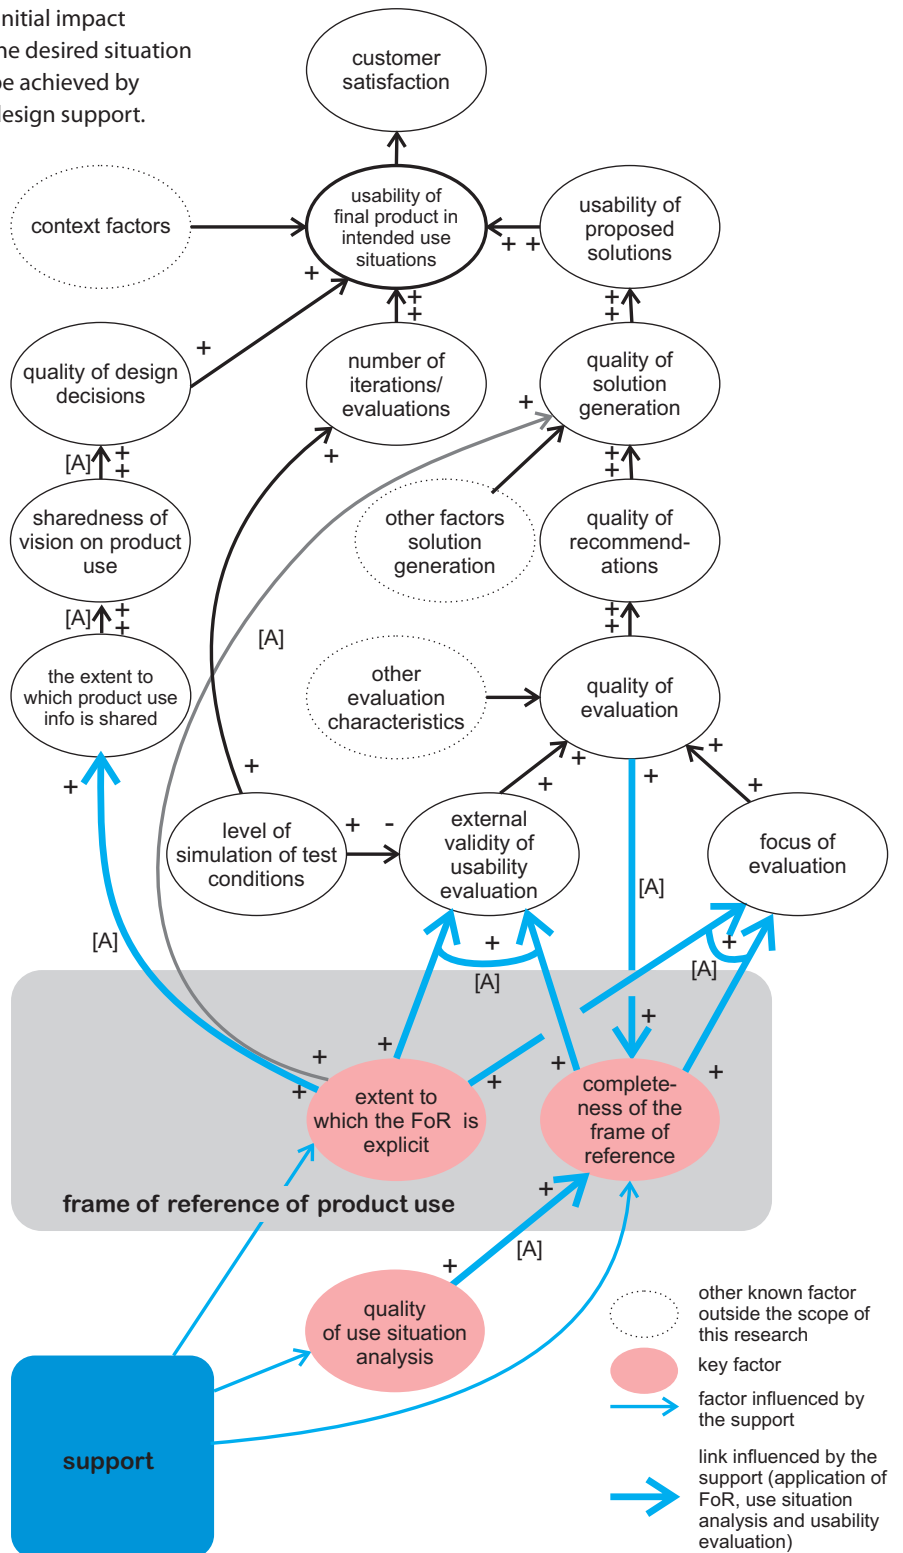 nitial impact
ne desired situation
be achieved by
design support.
customer
satisfaction
context factors
usability of
final product in
intended use
situations
usability of
proposed
solutions
+ +
+
+
+
+
+
+
quality of design
decisions
+
number of
iterations/
evaluations
quality of
solution
generation
+
+
[A]
+
+
+
+
sharedness of
vision on product
use
other factors
solution
generation
quality of
recommend-
ations
[A]
+
+
+
+
[A]
the extent to
which product use
info is shared
other
evaluation
characteristics
quality of
evaluation
+
+
+
+
+
+
+
level of
simulation of test
conditions
+ -
external
validity of
usability
evaluation
focus of
evaluation
[A]
[A]
+
[A]
+
[A]
+
+
+
+
+
+
+
extent to
which the FoR is
explicit
complete-
ness of the
frame of
reference
frame of reference of product use
+
[A]
+
quality
of use situation
analysis
support
other known factor
outside the scope of
this research
key factor
factor influenced by
the support
link influenced by the
support (application of
FoR, use situation
analysis and usability
evaluation)